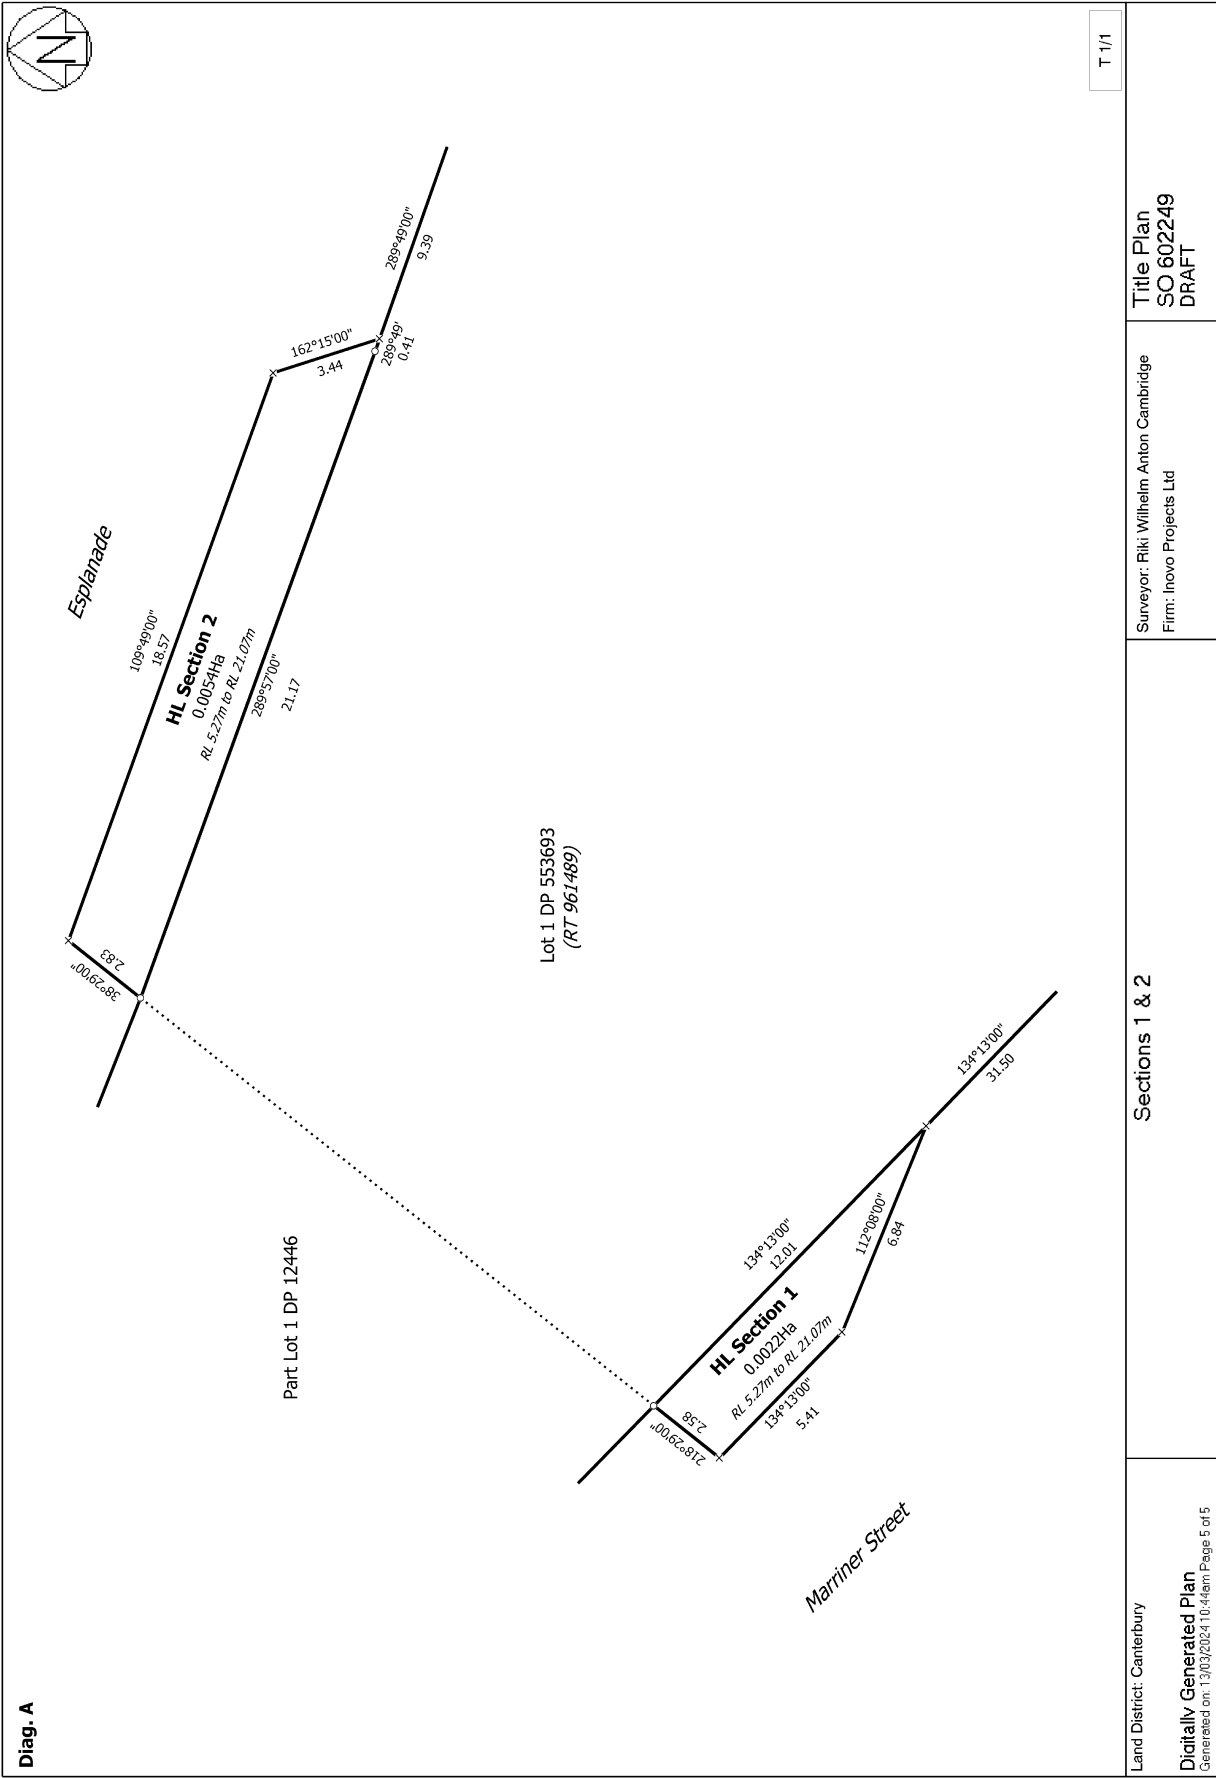 Diag. A
N
T 1/1
Esplanade
109°49'00"
18.57
HL Section 2
0.0054Ha
RL 5.27m to RL 21.07m
289°57'00"
21.17
38°29'00"
2.83
162°15'00"
3.44
289°49'
0.41
289°49'00"
9.39
Lot 1 DP 553693
(RT 961489)
Part Lot 1 DP 12446
134°13'00"
12.01
HL Section 1
0.0022Ha
RL 5.27m to RL 21.07m
134°13'00"
5.41
218°29'00"
2.58
112°08'00"
6.84
134°13'00"
31.50
Marriner Street
Land District: Canterbury
Digitally Generated Plan
Generated on: 13/03/2024 10:44am Page 5 of 5
Sections 1 & 2
Surveyor: Riki Wilhelm Anton Cambridge
Firm: Inovo Projects Ltd
Title Plan
SO 602249
DRAFT